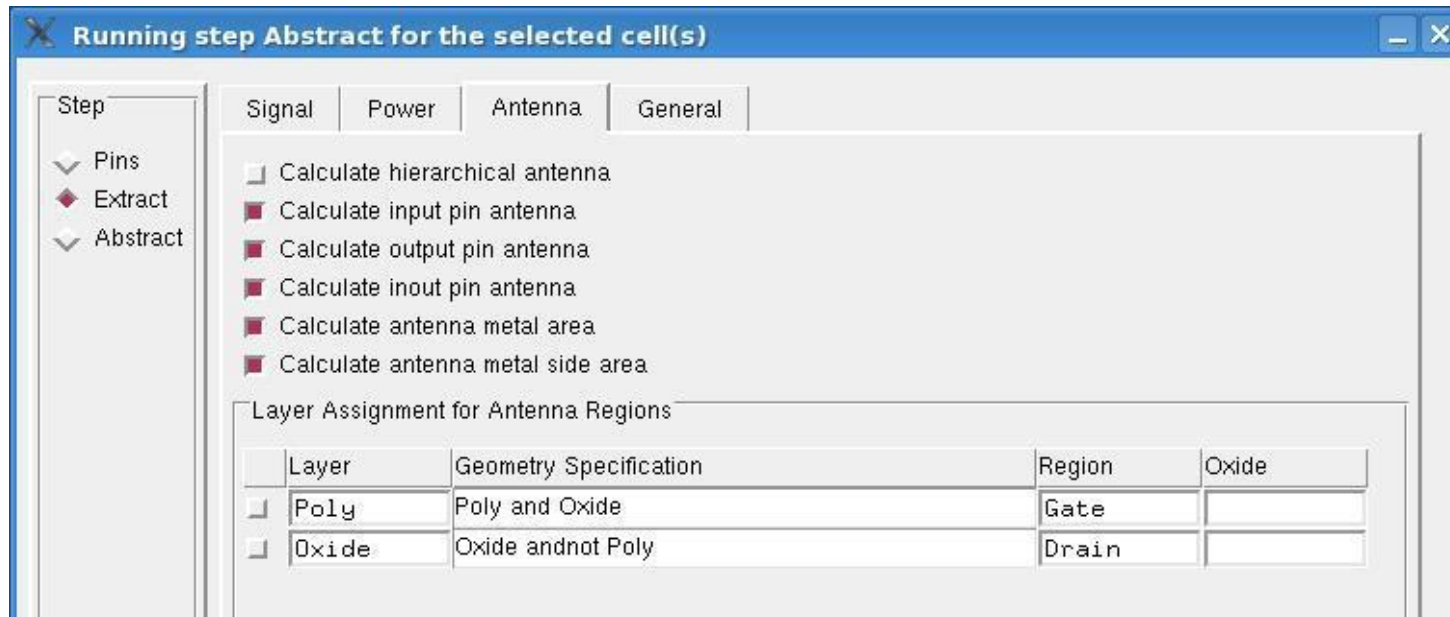 Running step Abstract for the selected cell(s)
Step
Pins
Extract
Abstract
Signal Power Antenna General
Calculate hierarchical antenna
Calculate input pin antenna
Calculate output pin antenna
Calculate inout pin antenna
Calculate antenna metal area
Calculate antenna metal side area
Layer Assignment for Antenna Regions
Layer Geometry Specification Region Oxide
Poly Poly and Oxide Gate
Oxide Oxide andnot Poly Drain